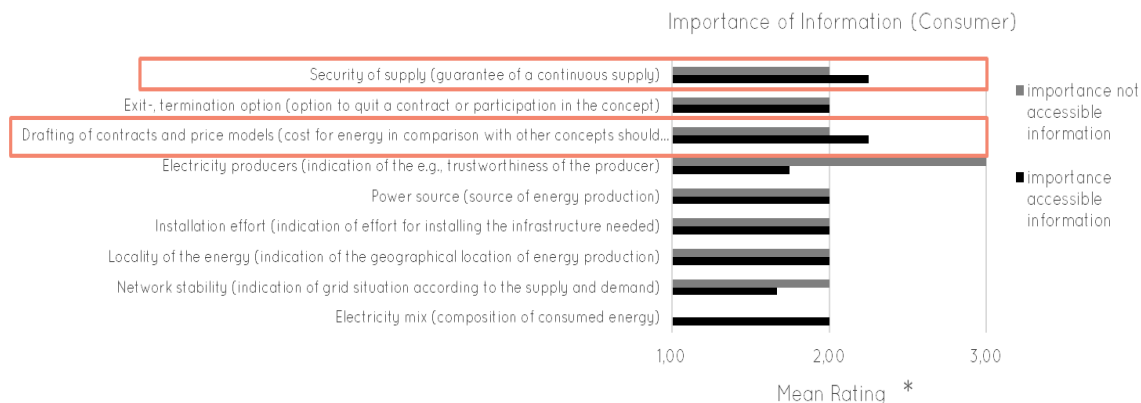 Importance of Information (Consumer)
Security of supply (guarantee of a continuous supply)
Exit-, termination option (option to quit a contract or participation in the concept)
Drafting of contracts and price models (cost for energy in comparison with other concepts should...
Electricity producers (indication of the e.g., trustworthiness of the producer)
Power source (source of energy production)
Installation effort (indication of effort for installing the infrastructure needed)
Locality of the energy (indication of the geographical location of energy production)
Network stability (indication of grid situation according to the supply and demand)
Electricity mix (composition of consumed energy)
1,00 2,00 3,00
Mean Rating *
importance not
accessible
information
importance
accessible
information